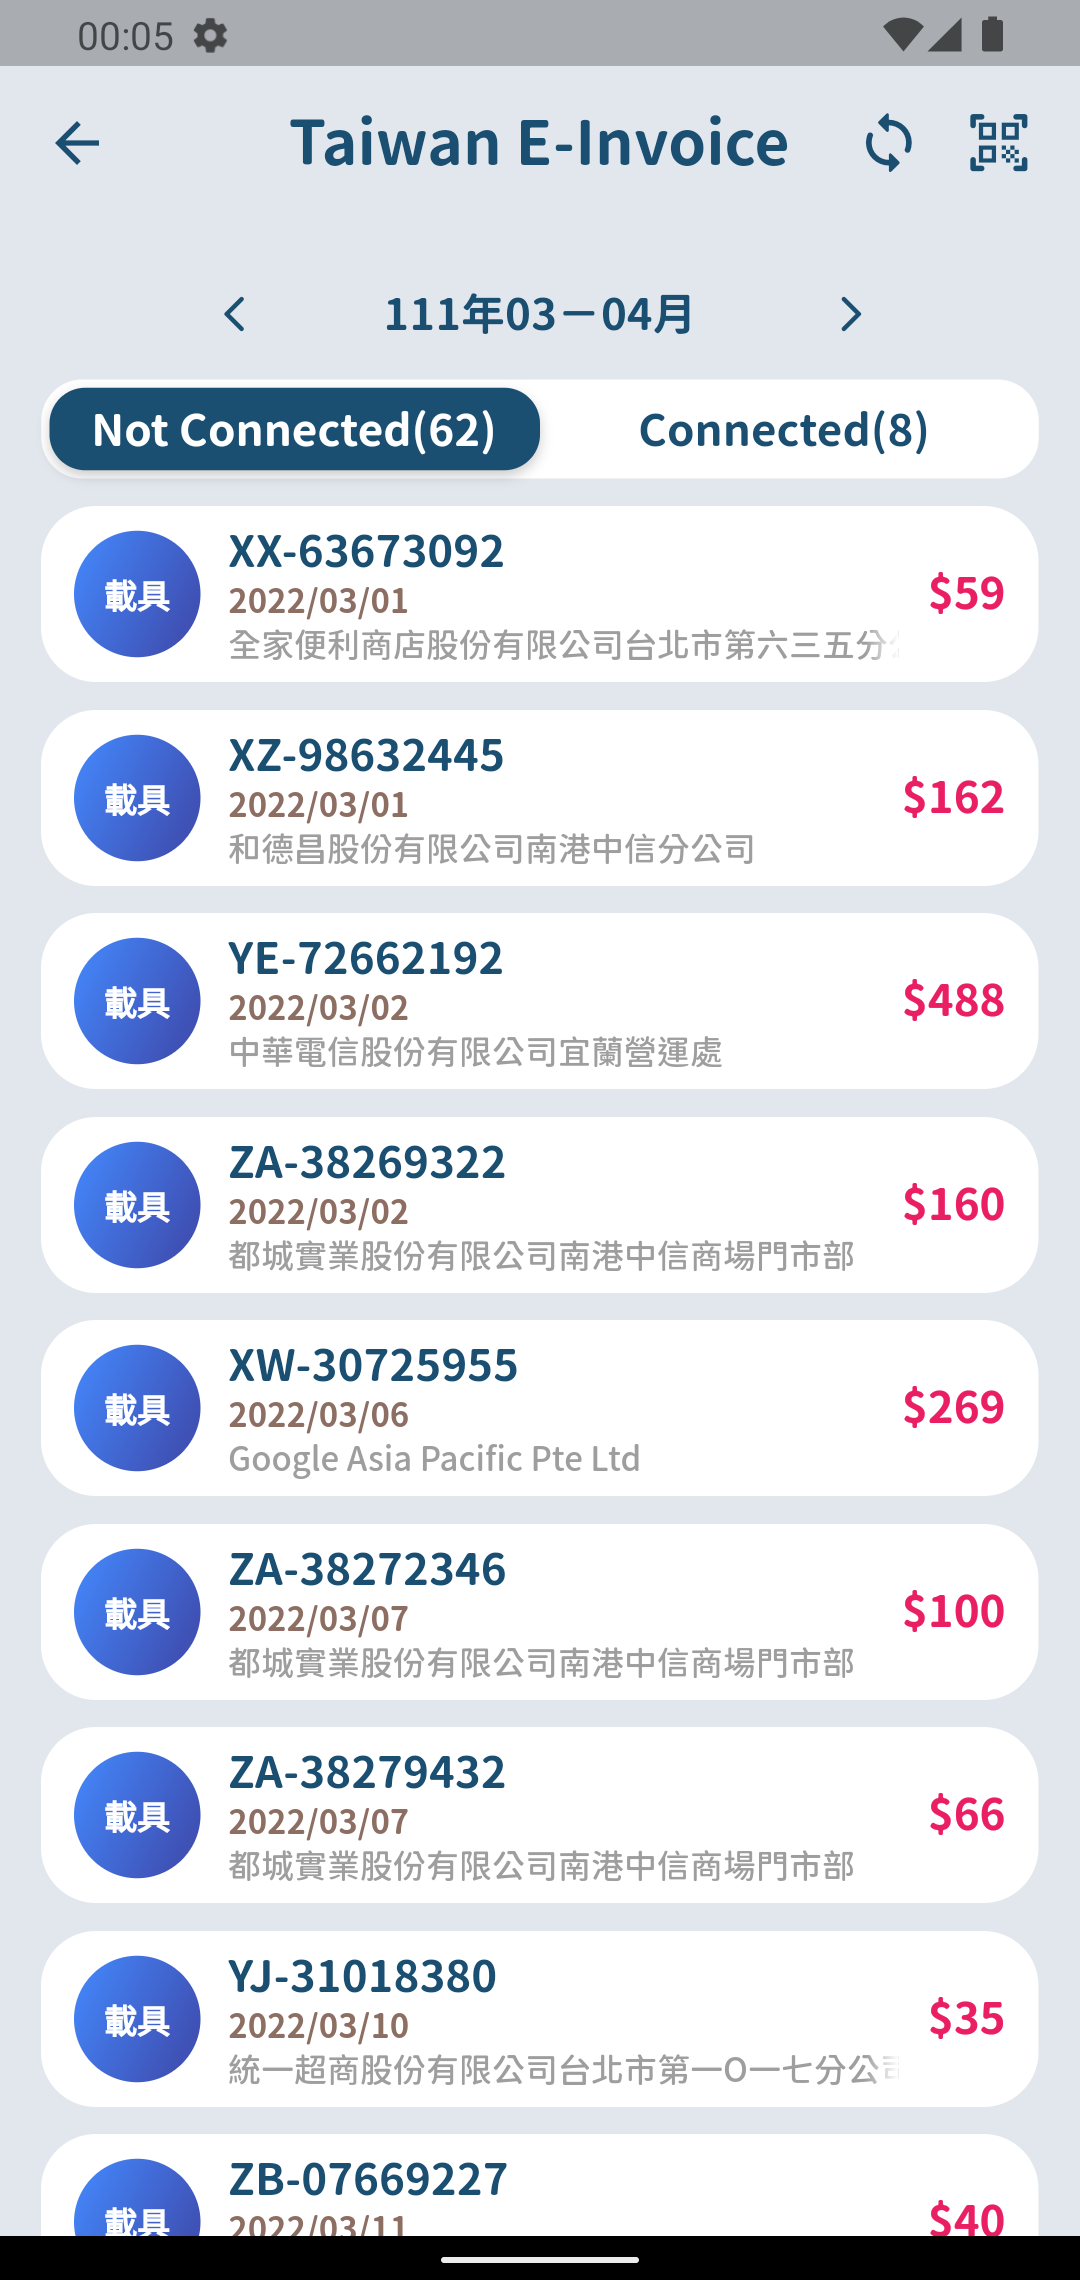 00:05
Taiwan E-Invoice
111年03－04月
Not Connected(62)
Connected(8)
載具
XX-63673092
2022/03/01
全家便利商店股份有限公司台北市第六三五分
$59
載具
XZ-98632445
2022/03/01
和德昌股份有限公司南港中信分公司
$162
載具
YE-72662192
2022/03/02
中華電信股份有限公司宜蘭營運處
$488
載具
ZA-38269322
2022/03/02
都城實業股份有限公司南港中信商場門市部
$160
載具
XW-30725955
2022/03/06
Google Asia Pacific Pte Ltd
$269
載具
ZA-38272346
2022/03/07
都城實業股份有限公司南港中信商場門市部
$100
載具
ZA-38279432
2022/03/07
都城實業股份有限公司南港中信商場門市部
$66
載具
YJ-31018380
2022/03/10
統一超商股份有限公司台北市第一O一七分公司
$35
載具
ZB-07669227
2022/03/11
$40